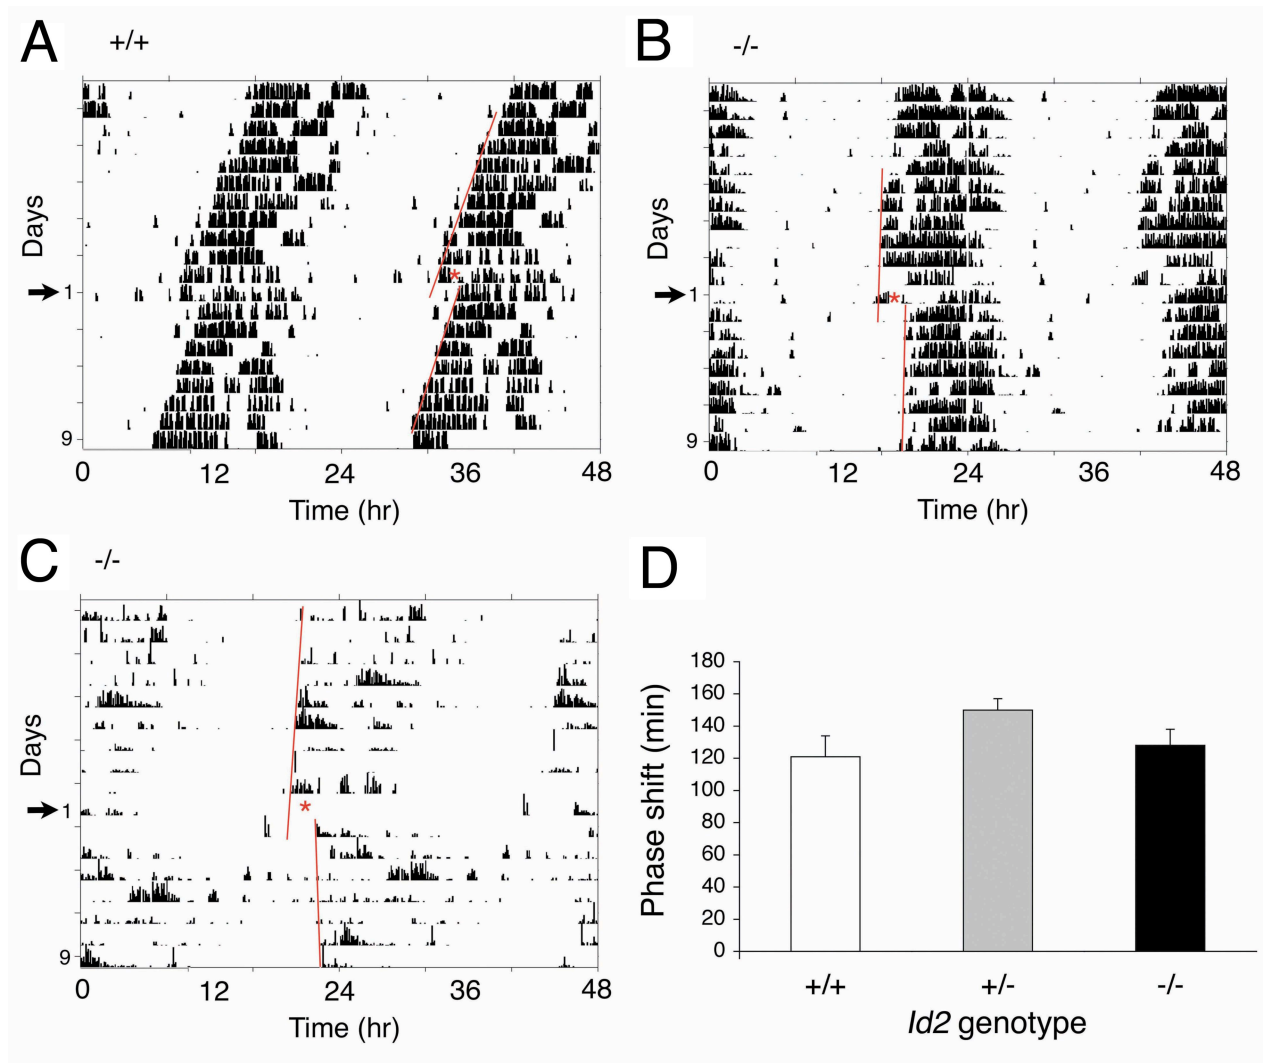 A
+/+
Days
1
9
0 12 24 36 48
Time (hr)
B
-/-
Days
1
9
0 12 24 36 48
Time (hr)
C
-/-
Days
1
9
0 12 24 36 48
Time (hr)
D
Phase shift (min)
180
160
140
120
100
80
60
40
20
0
+/+ +/- -/-
Id2 genotype